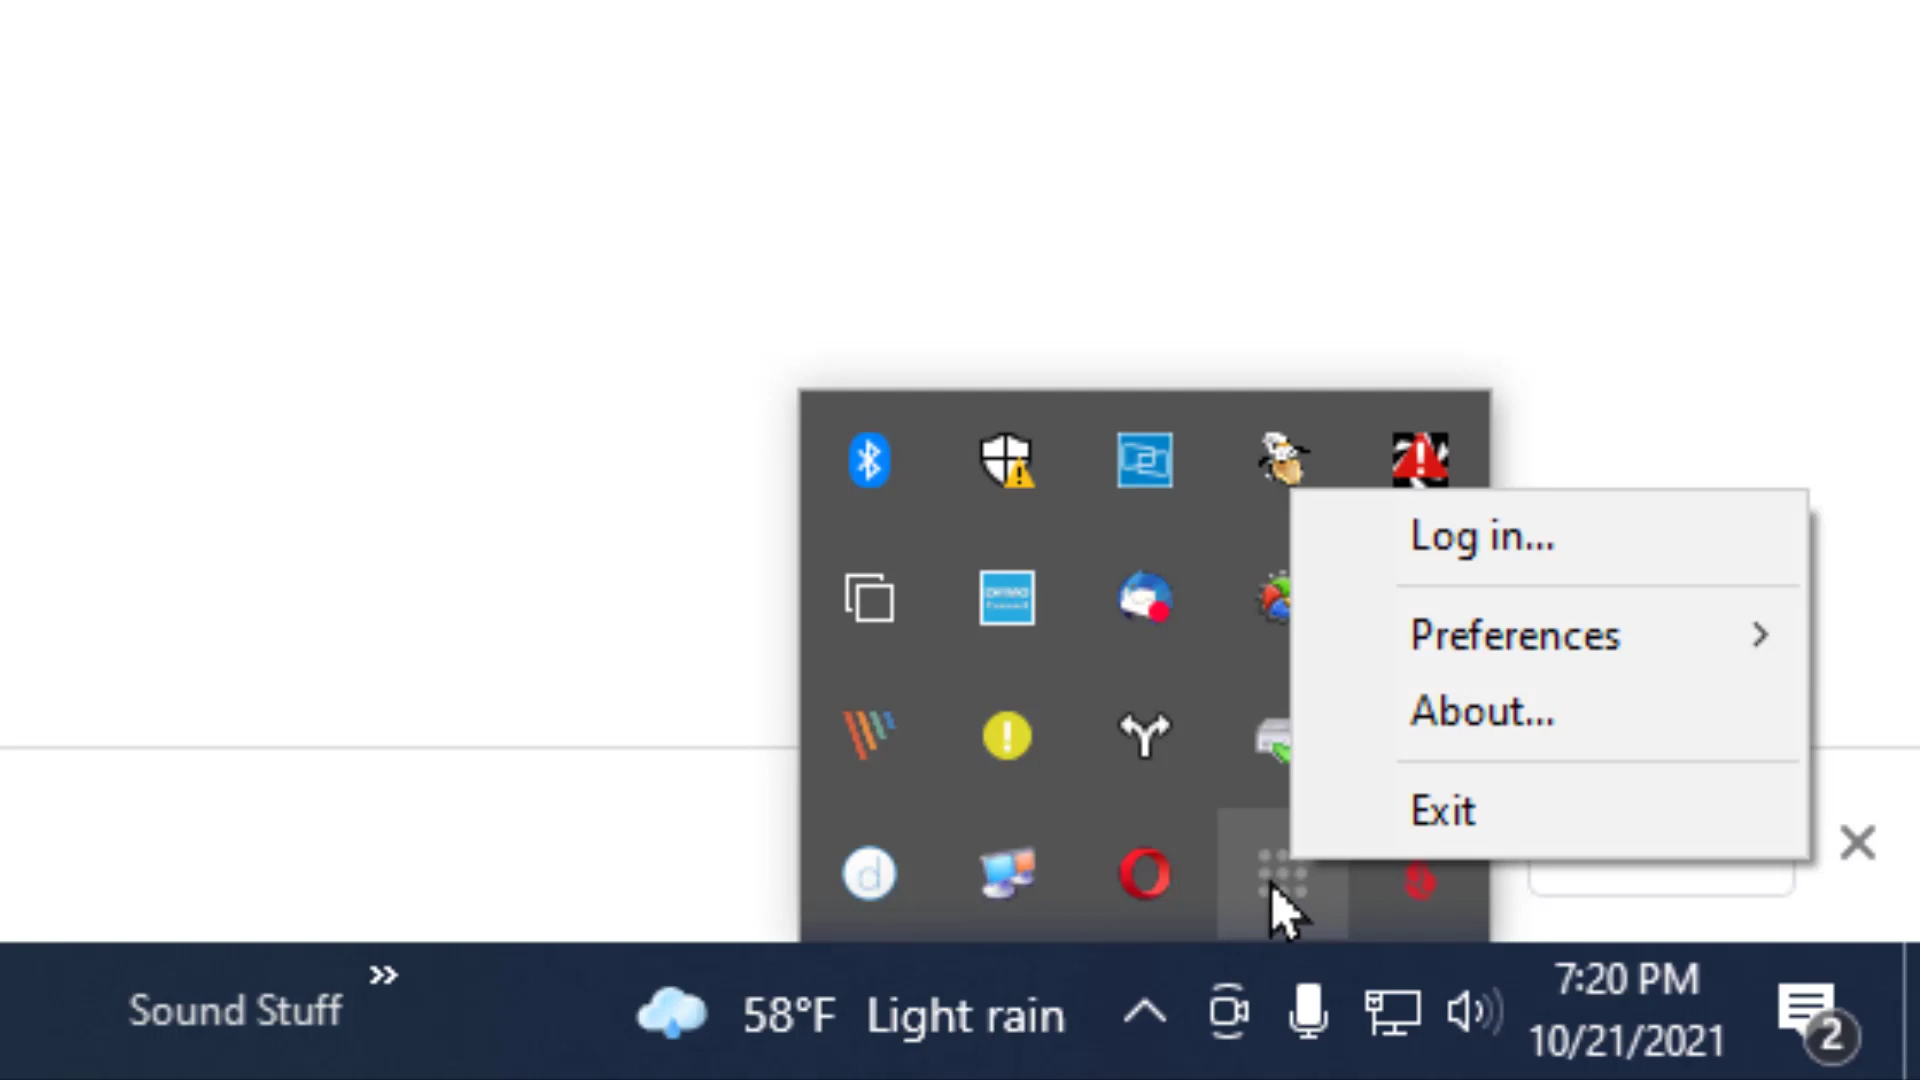 Log in...
Preferences
About...
Exit
d
Sound Stuff
58°F Light rain
7:20 PM
10/21/2021
2